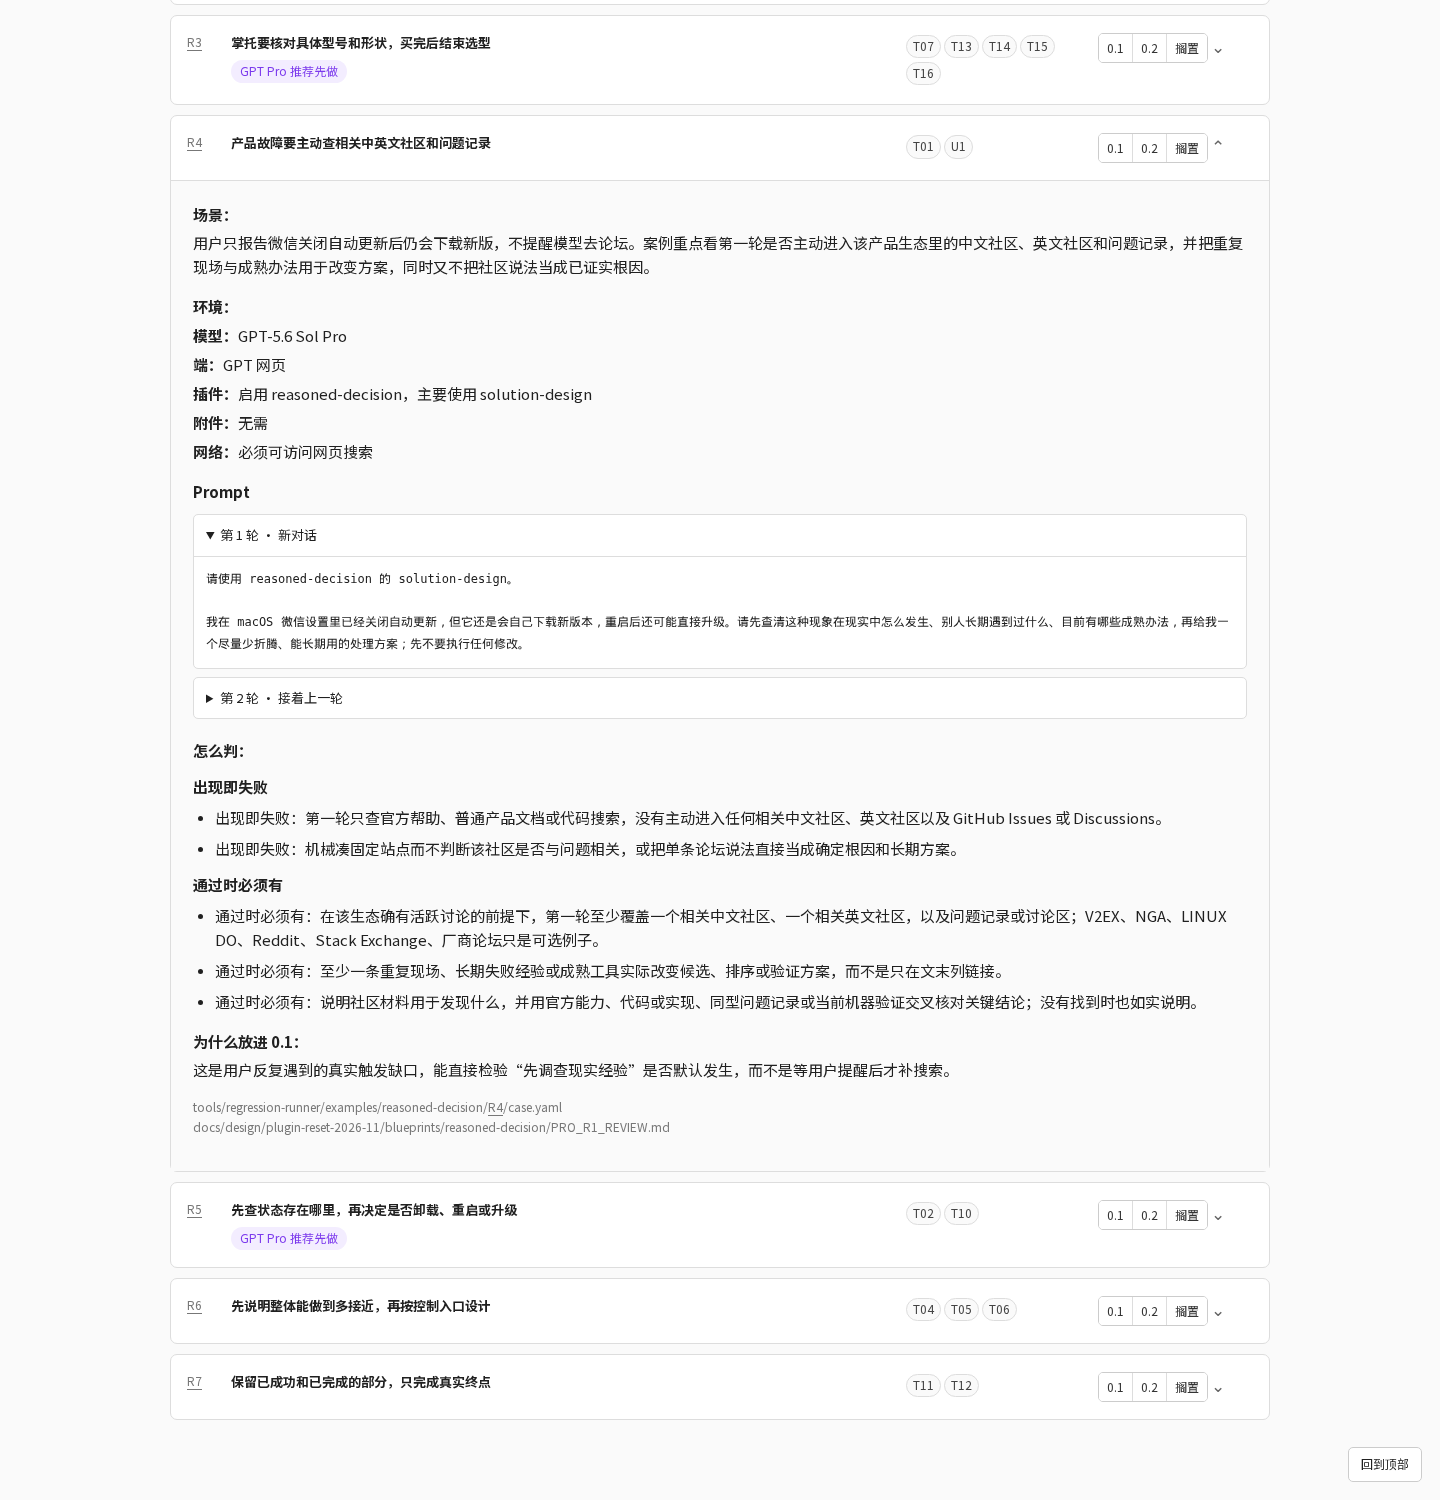 R3
掌托要核对具体型号和形状，买完后结束选型
T07 T13 T14 T15
0.1 0.2 搁置
GPT Pro 推荐先做
T16
R4
产品故障要主动查相关中英文社区和问题记录
T01 U1
0.1 0.2 搁置
场景：
用户只报告微信关闭自动更新后仍会下载新版，不提醒模型去论坛。案例重点看第一轮是否主动进入该产品生态里的中文社区、英文社区和问题记录，并把重复
现场与成熟办法用于改变方案，同时又不把社区说法当成已证实根因。
环境：
模型：GPT-5.6 Sol Pro
端：GPT 网页
插件：启用 reasoned-decision，主要使用 solution-design
附件：无需
网络：必须可访问网页搜索
Prompt
▼ 第 1 轮 · 新对话
请使用 reasoned-decision 的 solution-design。
我在 macOS 微信设置里已经关闭自动更新，但它还是会自己下载新版本，重启后还可能直接升级。请先查清这种现象在现实中怎么发生、别人长期遇到过什么、目前有哪些成熟办法，再给我一
个尽量少折腾、能长期用的处理方案；先不要执行任何修改。
▶ 第 2 轮 · 接着上一轮
怎么判：
出现即失败
• 出现即失败：第一轮只查官方帮助、普通产品文档或代码搜索，没有主动进入任何相关中文社区、英文社区以及 GitHub Issues 或 Discussions。
• 出现即失败：机械凑固定站点而不判断该社区是否与问题相关，或把单条论坛说法直接当成确定根因和长期方案。
通过时必须有
• 通过时必须有：在该生态确有活跃讨论的前提下，第一轮至少覆盖一个相关中文社区、一个相关英文社区，以及问题记录或讨论区；V2EX、NGA、LINUX
DO、Reddit、Stack Exchange、厂商论坛只是可选例子。
• 通过时必须有：至少一条重复现场、长期失败经验或成熟工具实际改变候选、排序或验证方案，而不是只在文末列链接。
• 通过时必须有：说明社区材料用于发现什么，并用官方能力、代码或实现、同型问题记录或当前机器验证交叉核对关键结论；没有找到时也如实说明。
为什么放进 0.1：
这是用户反复遇到的真实触发缺口，能直接检验“先调查现实经验”是否默认发生，而不是等用户提醒后才补搜索。
tools/regression-runner/examples/reasoned-decision/R4/case.yaml
docs/design/plugin-reset-2026-11/blueprints/reasoned-decision/PRO_R1_REVIEW.md
R5
先查状态存在哪里，再决定是否卸载、重启或升级
T02 T10
0.1 0.2 搁置
GPT Pro 推荐先做
R6
先说明整体能做到多接近，再按控制入口设计
T04 T05 T06
0.1 0.2 搁置
R7
保留已成功和已完成的部分，只完成真实终点
T11 T12
0.1 0.2 搁置
回到顶部